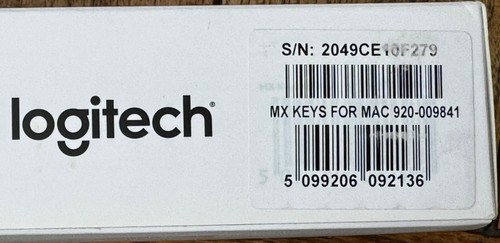 S/N: 2049CE
logitech
MX KEYS FOR MAC 920-009841
5 099206 092136